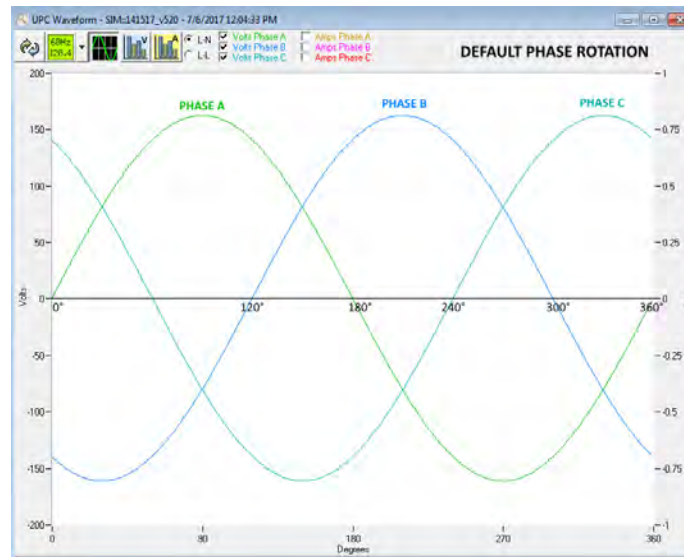 UPC Waveform - SIM::141517_v520 - 7/6/2017 12:04:33 PM
60Hz
120.4
V
A
L-N
L-L
Volts Phase A
Volts Phase B
Volts Phase C
Amps Phase A
Amps Phase B
Amps Phase C
DEFAULT PHASE ROTATION
200
150
100
50
0
-50
-100
-150
-200
Volts
PHASE A
PHASE B
PHASE C
0°
120°
180°
240°
300°
360°
1
0.75
0.5
0.25
0
-0.25
-0.5
-0.75
-1
0
90
180
270
360
Degrees